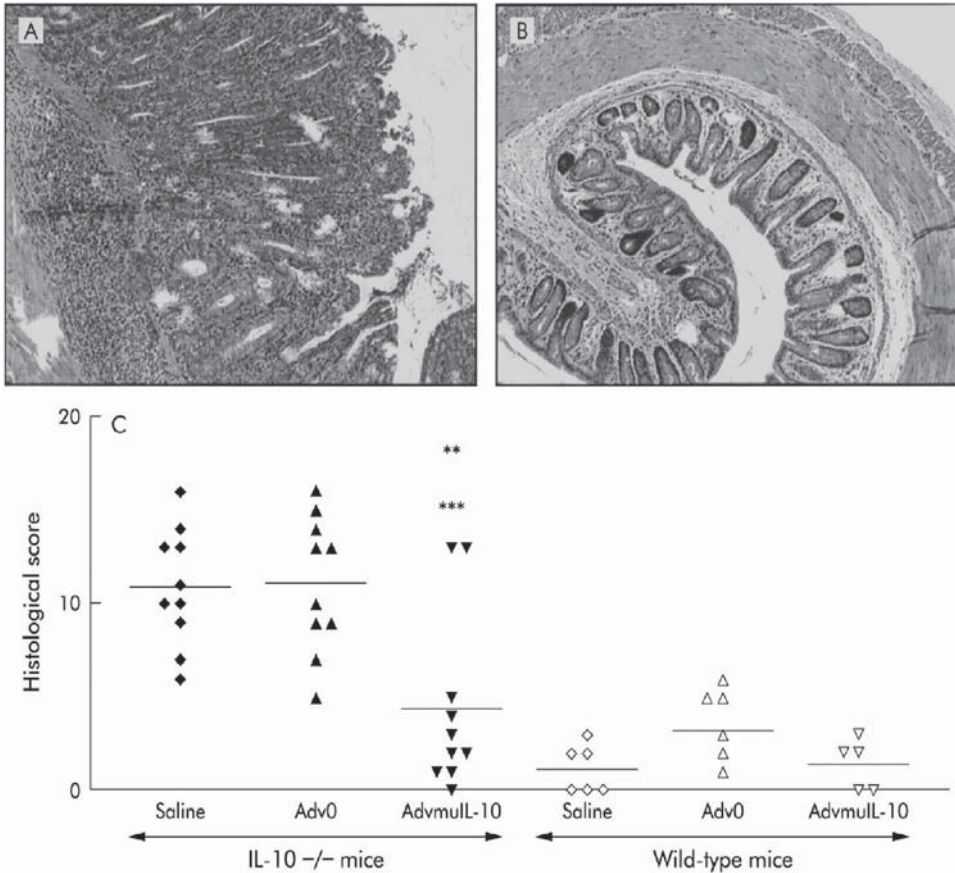 A
B
20
C
**
***
Histological score
10
0
Saline
Adv0
AdvmuIL-10
Saline
Adv0
AdvmuIL-10
IL-10 –/– mice
Wild-type mice